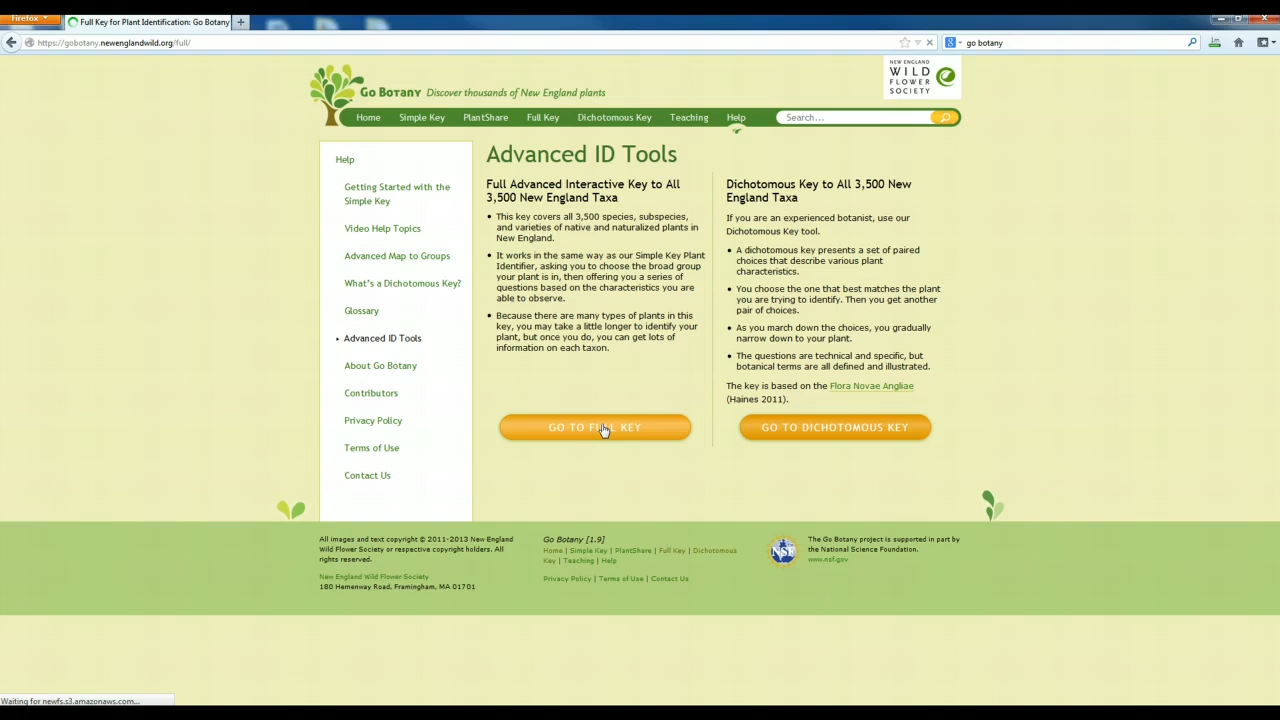 Firefox
Full Key for Plant Identification: Go Botany
https://gobotany.newenglandwild.org/full/
go botany
NEW ENGLAND
WILD
FLOWER
SOCIETY
Go Botany Discover thousands of New England plants
Home Simple Key PlantShare Full Key Dichotomous Key Teaching Help Search...
Help
Getting Started with the
Simple Key
Video Help Topics
Advanced Map to Groups
What's a Dichotomous Key?
Glossary
Advanced ID Tools
About Go Botany
Contributors
Privacy Policy
Terms of Use
Contact Us
Advanced ID Tools
Full Advanced Interactive Key to All
3,500 New England Taxa
This key covers all 3,500 species, subspecies,
and varieties of native and naturalized plants in
New England.
It works in the same way as our Simple Key Plant
Identifier, asking you to choose the broad group
your plant is in, then offering you a series of
questions based on the characteristics you are
able to observe.
Because there are many types of plants in this
key, you may take a little longer to identify your
plant, but once you do, you can get lots of
information on each taxon.
GO TO FULL KEY
Dichotomous Key to All 3,500 New
England Taxa
If you are an experienced botanist, use our
Dichotomous Key tool.
A dichotomous key presents a set of paired
choices that describe various plant
characteristics.
You choose the one that best matches the plant
you are trying to identify. Then you get another
pair of choices.
As you march down the choices, you gradually
narrow down to your plant.
The questions are technical and specific, but
botanical terms are all defined and illustrated.
The key is based on the Flora Novae Angliae
(Haines 2011).
GO TO DICHOTOMOUS KEY
All images and text copyright © 2011-2013 New England
Wild Flower Society or respective copyright holders. All
rights reserved.
New England Wild Flower Society
180 Hemenway Road, Framingham, MA 01701
Go Botany [1.9]
Home | Simple Key | PlantShare | Full Key | Dichotomous
Key | Teaching | Help
Privacy Policy | Terms of Use | Contact Us
NSF
The Go Botany project is supported in part by
the National Science Foundation.
www.nsf.gov
Waiting for newfs.s3.amazonaws.com...